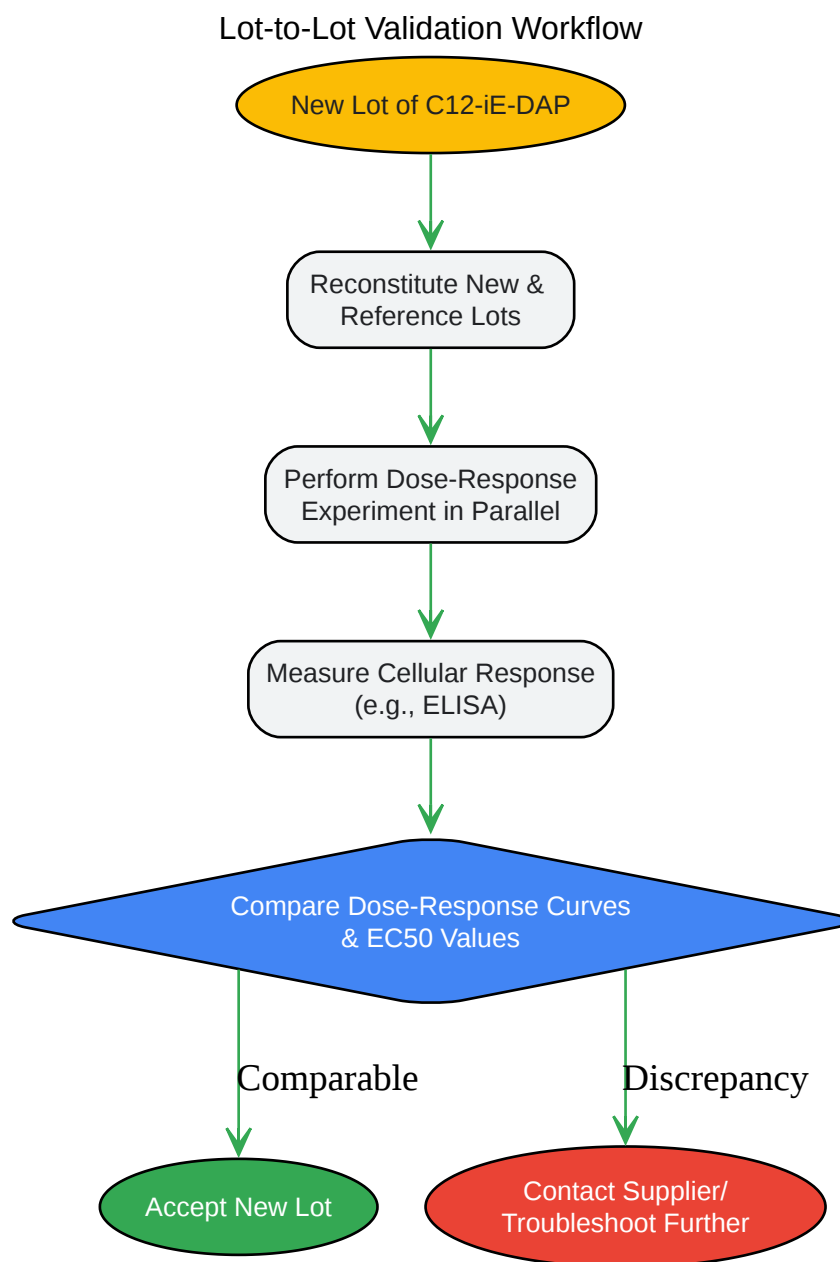 Lot-to-Lot Validation Workflow
New Lot of C12-iE-DAP
Reconstitute New &
Reference Lots
Perform Dose-Response
Experiment in Parallel
Measure Cellular Response
(e.g., ELISA)
Compare Dose-Response Curves
& EC50 Values
Comparable
Discrepancy
Accept New Lot
Contact Supplier/
Troubleshoot Further